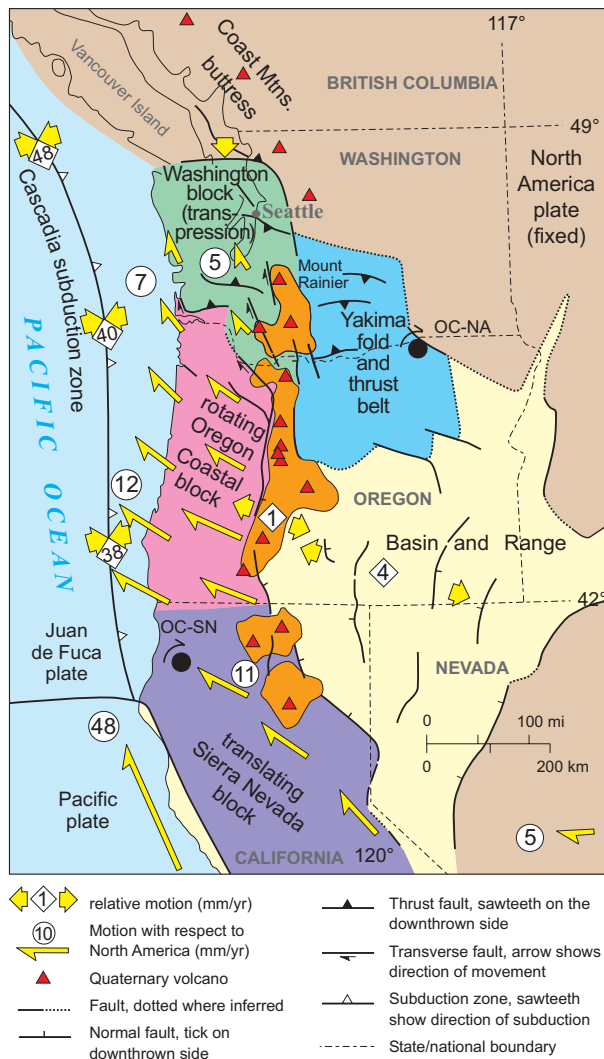 117°
Coast Mtns.
buttress
Vancouver Island
BRITISH COLUMBIA
49°
48
WASHINGTON
Washington
block
(trans-
pression)
Seattle
North
America
plate
(fixed)
Cascadia subduction zone
5
7
Mount
Rainier
OC-NA
40
Yakima
fold
and
thrust
belt
PACIFIC OCEAN
rotating
Oregon
Coastal
block
12
OREGON
1
38
Basin and Range
4
42°
OC-SN
Juan
de Fuca
plate
11
NEVADA
48
0 100 mi
0 200 km
translating
Sierra Nevada
block
Pacific
plate
5
CALIFORNIA
120°
1 relative motion (mm/yr)
10 Motion with respect to
North America (mm/yr)
Quaternary volcano
Fault, dotted where inferred
Normal fault, tick on
downthrown side
Thrust fault, sawteeth on the
downthrown side
Transverse fault, arrow shows
direction of movement
Subduction zone, sawteeth
show direction of subduction
State/national boundary